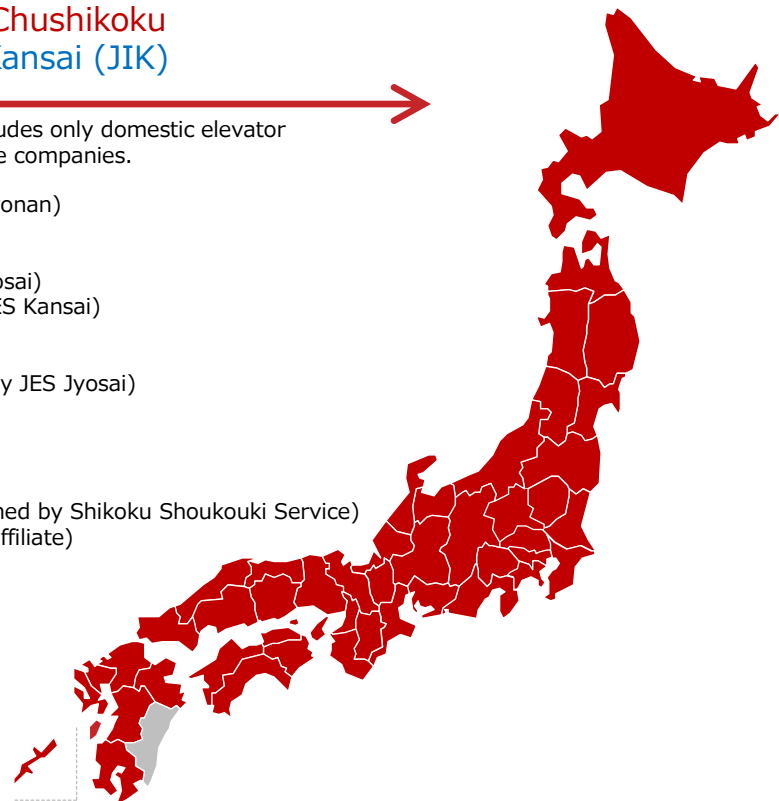 Chushikoku
Kansai (JIK)
udes only domestic elevator
e companies.
onan)
osai)
ES Kansai)
y JES Jyosai)
ned by Shikoku Shoukouki Service)
ffiliate)